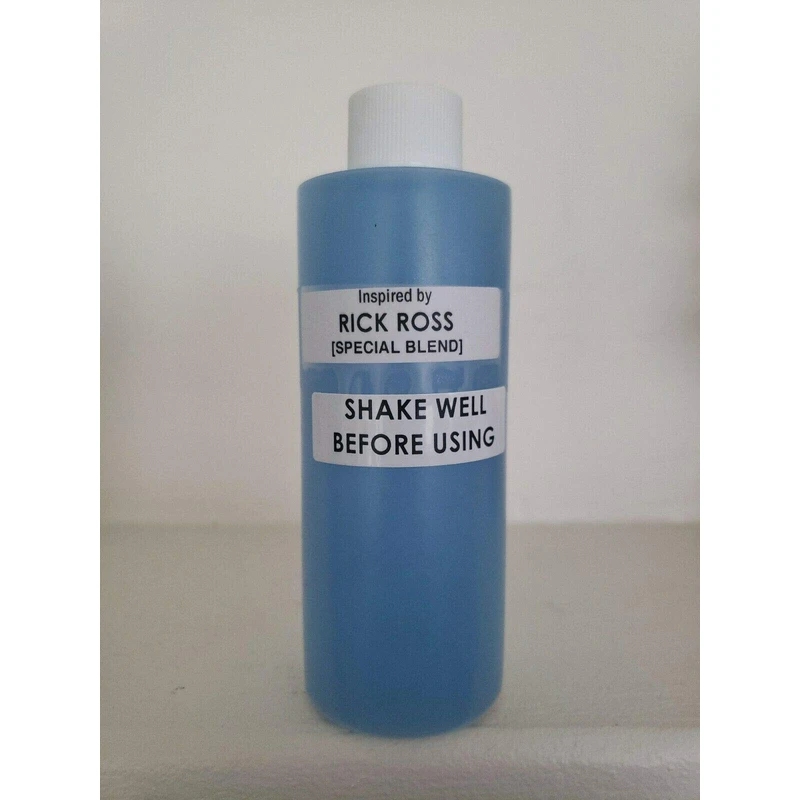 Inspired by
RICK ROSS
[SPECIAL BLEND]
SHAKE WELL
BEFORE USING